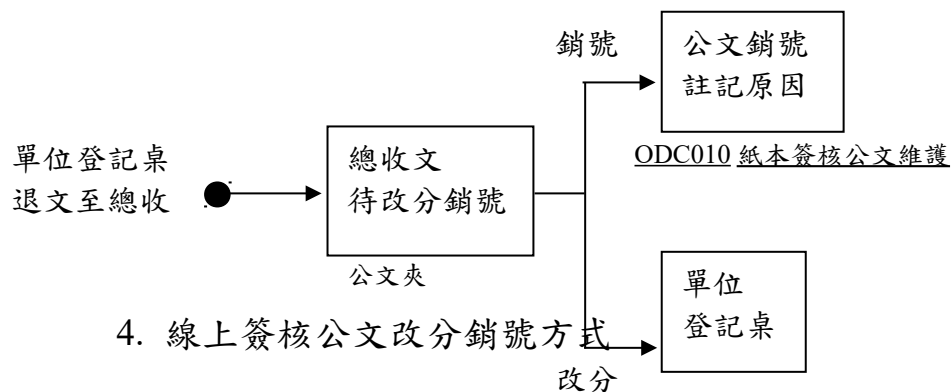 銷號
公文銷號
註記原因
ODC010 紙本簽核公文維護
單位登記桌
退文至總收
總收文
待改分銷號
公文夾
單位
登記桌
4. 線上簽核公文改分銷號方式
改分